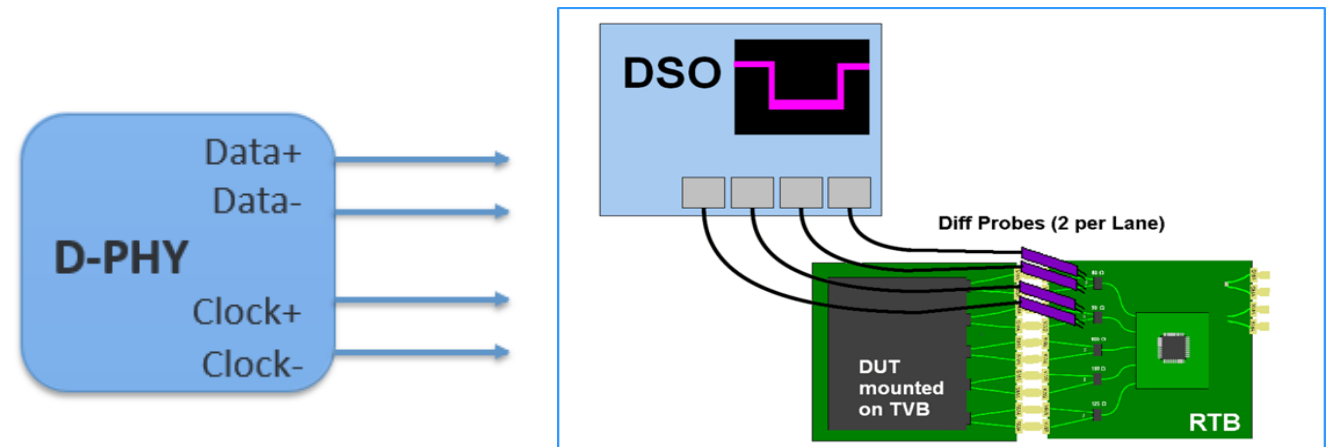 Data+
Data-
D-PHY
Clock+
Clock-
DSO
Diff Probes (2 per Lane)
DUT
mounted
on TVB
RTB